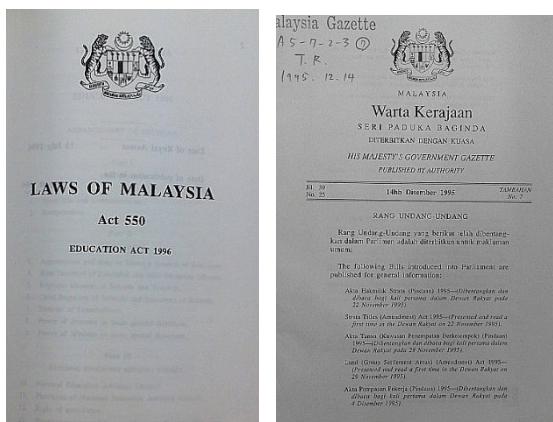 LAWS OF MALAYSIA
Act 550
EDUCATION ACT 1996
alaysia Gazette
A5-7-2-3 ⑦
T. R.
1995. 12. 14
MALAYSIA
Warta Kerajaan
SERI PADUKA BAGINDA
DITERBITKAN DENGAN KUASA
HIS MAJESTY'S GOVERNMENT GAZETTE
PUBLISHED BY AUTHORITY
Jil. 39
No. 25
14hb Disember 1995
TAMBAHAN
No. 7
RANG UNDANG-UNDANG
Rang Undang-Undang yang berikut telah dibentang-
kan dalam Parlimen adalah diterbitkan untuk makluman
umum:
The following Bills introduced into Parliament are
published for general information:
Akta Hakmilik Strata (Pindaan) 1995—(Dibentangkan dan
dibaca bagi kali pertama dalam Dewan Rakyat pada
22 November 1995).
Strata Titles (Amendment) Act 1995—(Presented and read a
first time in the Dewan Rakyat on 22 November 1995).
Akta Tanah (Kawasan Penempatan Berkelompok) (Pindaan)
1995—(Dibentangkan dan dibaca bagi kali pertama dalam
Dewan Rakyat pada 29 November 1995).
Land (Group Settlement Areas) (Amendment) Act 1995—
(Presented and read a first time in the Dewan Rakyat on
29 November 1995).
Akta Pampasan Pekerja (Pindaan) 1995—(Dibentangkan dan
dibaca bagi kali pertama dalam Dewan Rakyat pada
4 Disember 1995).